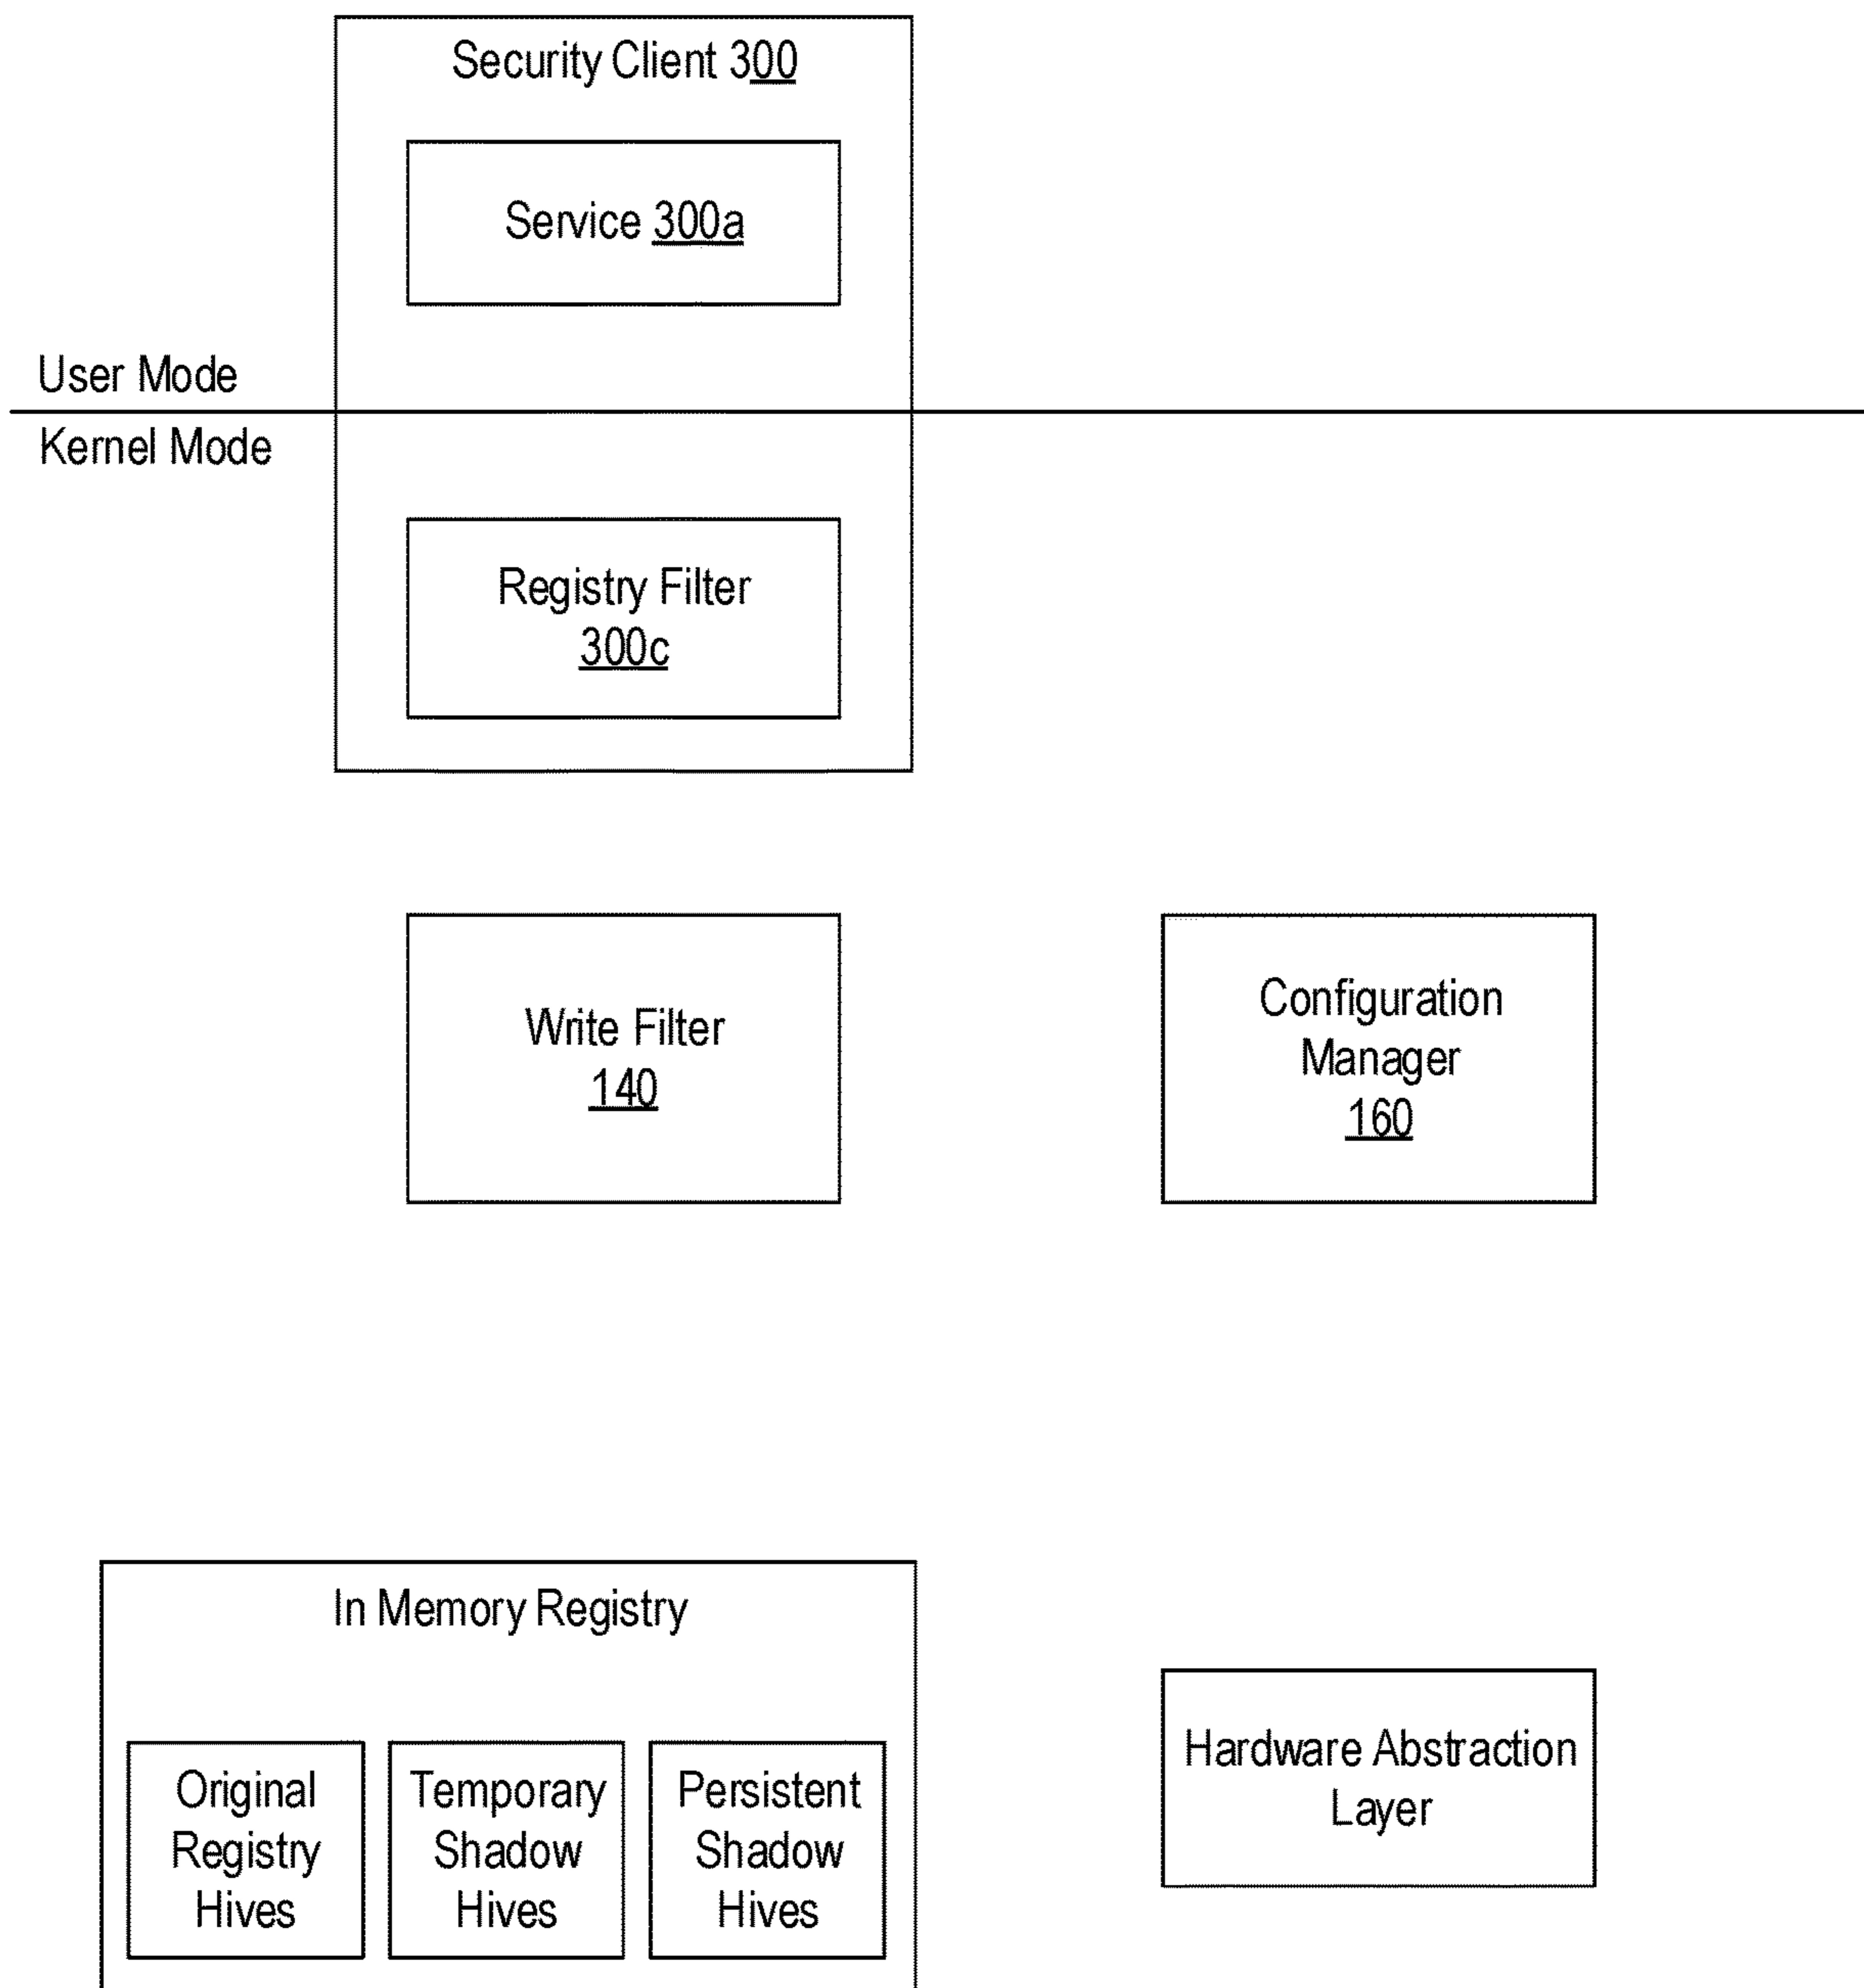 Security Client 300
Service 300a
User Mode
Kernel Mode
Registry Filter
300c
Write Filter
140
Configuration
Manager
160
In Memory Registry
Original
Registry
Hives
Temporary
Shadow
Hives
Persistent
Shadow
Hives
Hardware Abstraction
Layer